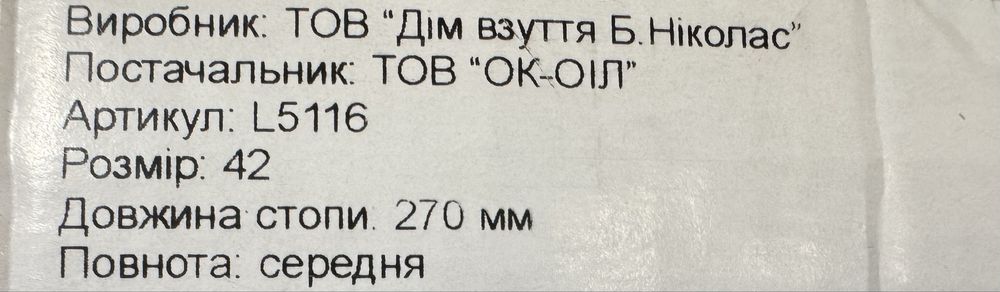 Виробник: ТОВ “Дім взуття Б.Ніколас”
Постачальник: ТОВ “ОК-ОІЛ”
Артикул: L5116
Розмір: 42
Довжина стопи: 270 мм
Повнота: середня